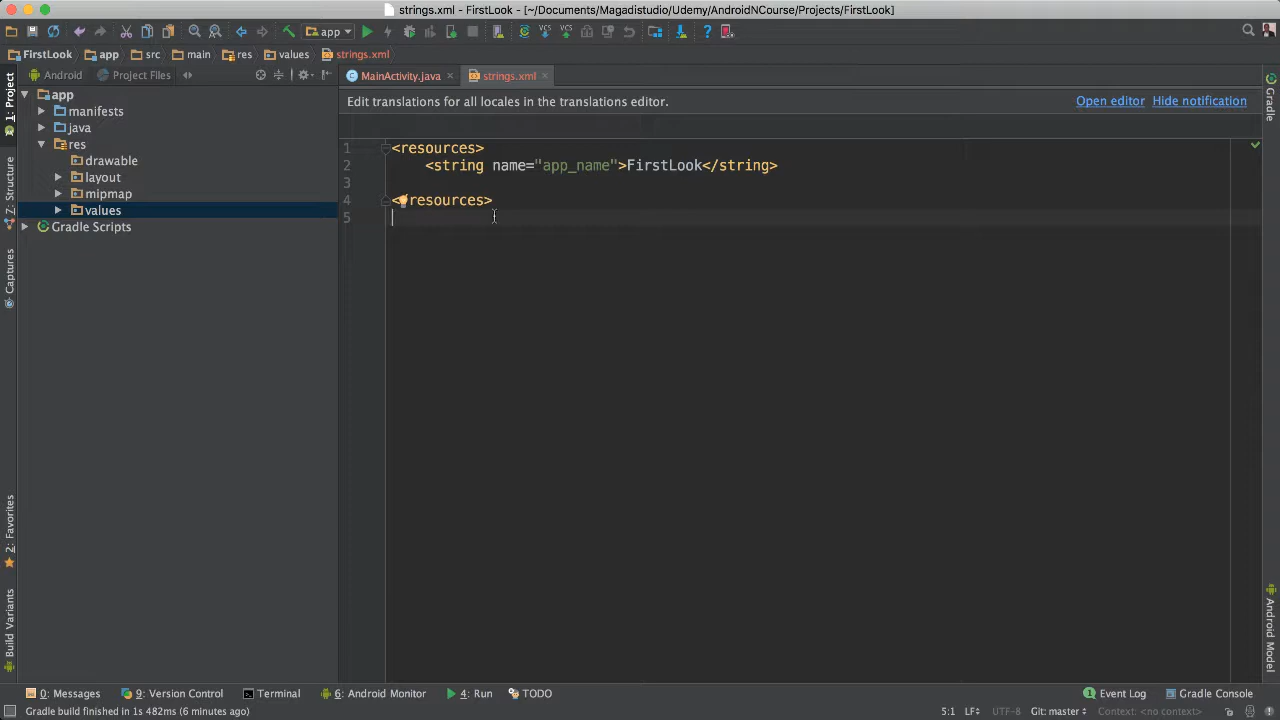 strings.xml - FirstLook - [~/Documents/Magadistudio/Udemy/AndroidNCourse/Projects/FirstLook]
app
VCS VCS ?
FirstLook app src main res values strings.xml
Android Project Files MainActivity.java strings.xml
Edit translations for all locales in the translations editor. Open editor Hide notification
app
manifests
java
res
drawable
layout
mipmap
values
Gradle Scripts
1 <resources>
2 <string name="app_name">FirstLook</string>
3
4 <resources>
5
1: Project
Z: Structure
Captures
2: Favorites
Build Variants
Gradle
Android Model
0: Messages 9: Version Control Terminal 6: Android Monitor 4: Run TODO Event Log Gradle Console
Gradle build finished in 1s 482ms (6 minutes ago) 5:1 LF÷ UTF-8 Git: master Context: <no context>